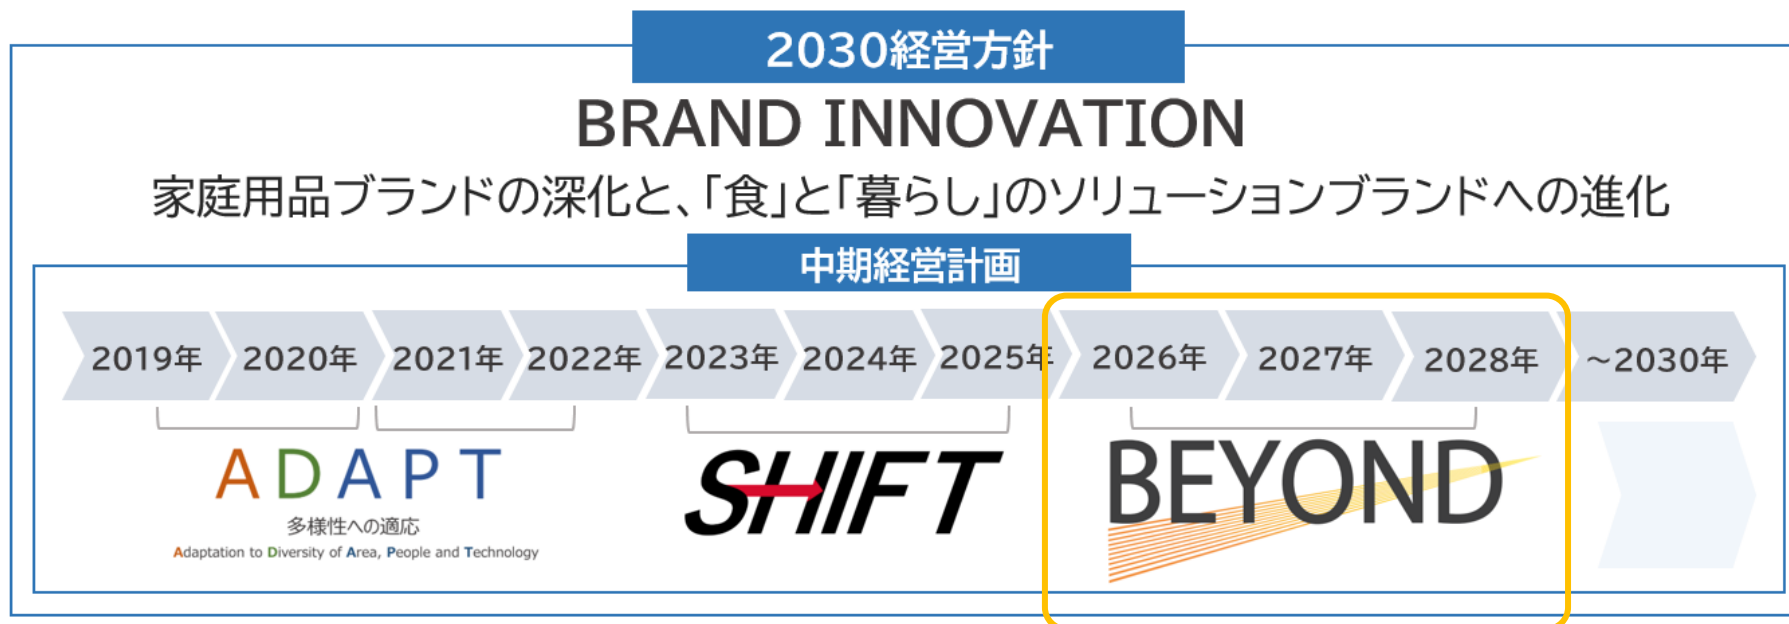 2030経営方針
BRAND INNOVATION
家庭用品ブランドの深化と、「食」と「暮らし」のソリューションブランドへの進化
中期経営計画
2019年 2020年 2021年 2022年 2023年 2024年 2025年 2026年 2027年 2028年 ～2030年
ADAPT SHIFT BEYOND
多様性への適応
Adaptation to Diversity of Area, People and Technology